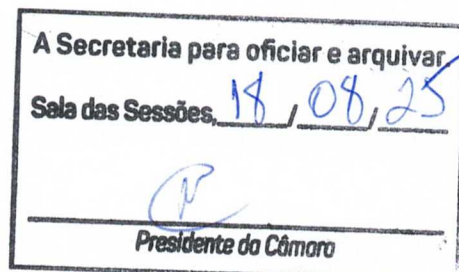 A Secretaria para oficiar e arquivar.
Sala das Sessões, 18 / 08 / 25
Presidente da Câmara